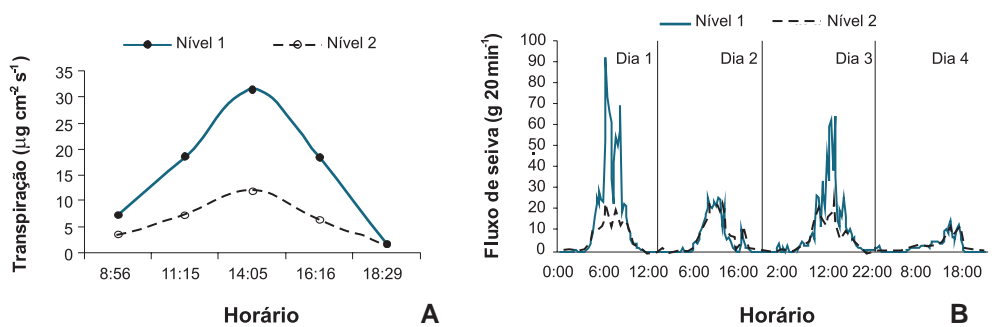 Nível 1
Nível 2
Transpiração (µg cm-2 s-1)
35
30
25
20
15
10
5
0
8:56
11:15
14:05
16:16
18:29
Horário
A
Nível 1
Nível 2
Fluxo de seiva (g 20min-1)
100
90
80
70
60
50
40
30
20
10
0
Dia 1
Dia 2
Dia 3
Dia 4
0:00
6:00
12:00
6:00
16:00
2:00
12:00
22:00
8:00
18:00
Horário
B